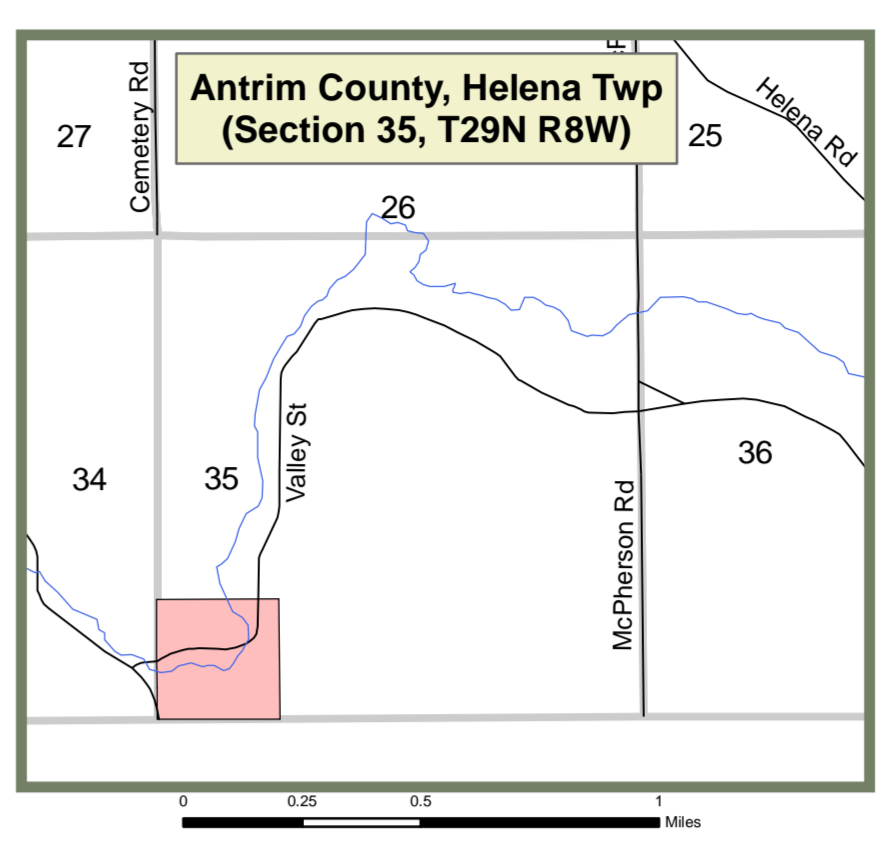 Antrim County, Helena Twp
(Section 35, T29N R8W)
27
Cemetery Rd
25
Helena Rd
26
34
35
Valley St
36
McPherson Rd
0
0.25
0.5
1
Miles